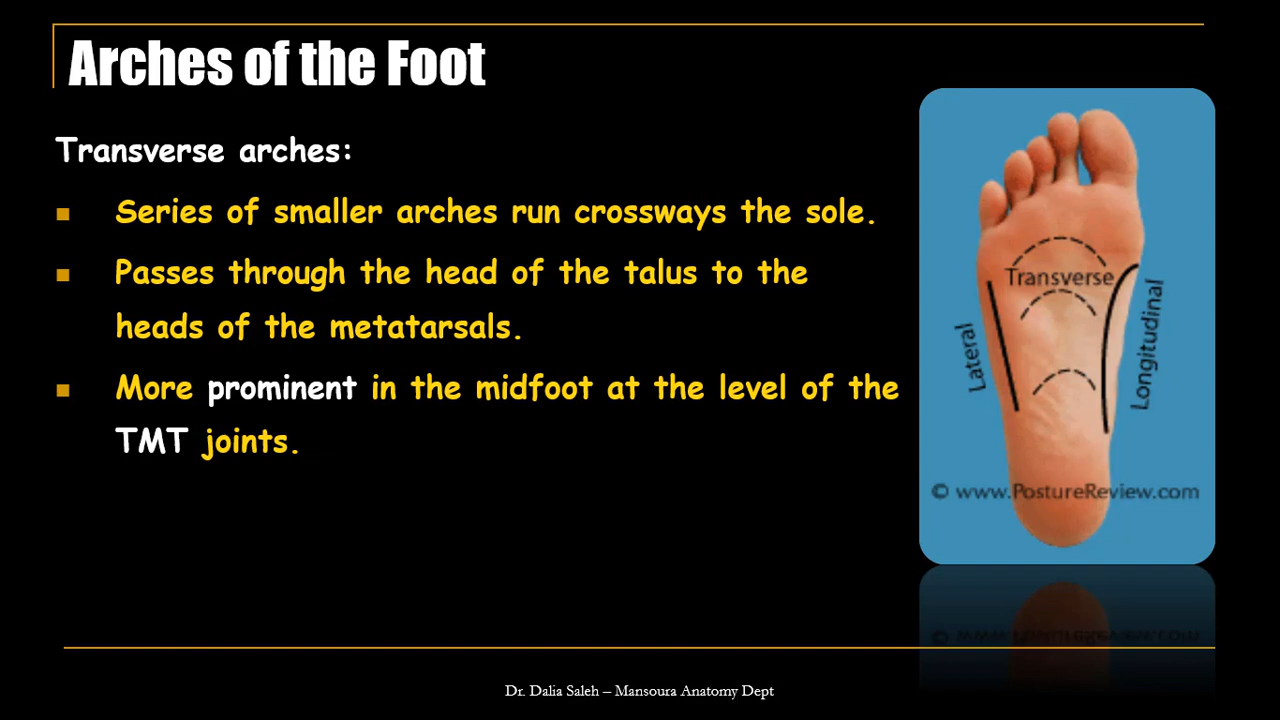 Arches of the Foot
Transverse arches:
Series of smaller arches run crossways the sole.
Passes through the head of the talus to the
heads of the metatarsals.
More prominent in the midfoot at the level of the
TMT joints.
Transverse
Lateral
Longitudinal
© www.PostureReview.com
Dr. Dalia Saleh – Mansoura Anatomy Dept